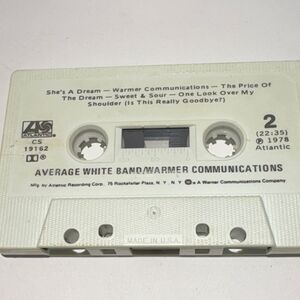 She's A Dream — Warmer Communications — The Price Of
The Dream — Sweet & Sour — One Look Over My
Shoulder (Is This Really Goodbye?)
ATLANTIC
CS
19162
2
(22:35)
℗ 1978
Atlantic
AVERAGE WHITE BAND/WARMER COMMUNICATIONS
Mfg. by Atlantic Recording Corp. 75 Rockefeller Plaza, N.Y., N.Y. A Warner Communications Company
MADE IN U.S.A.